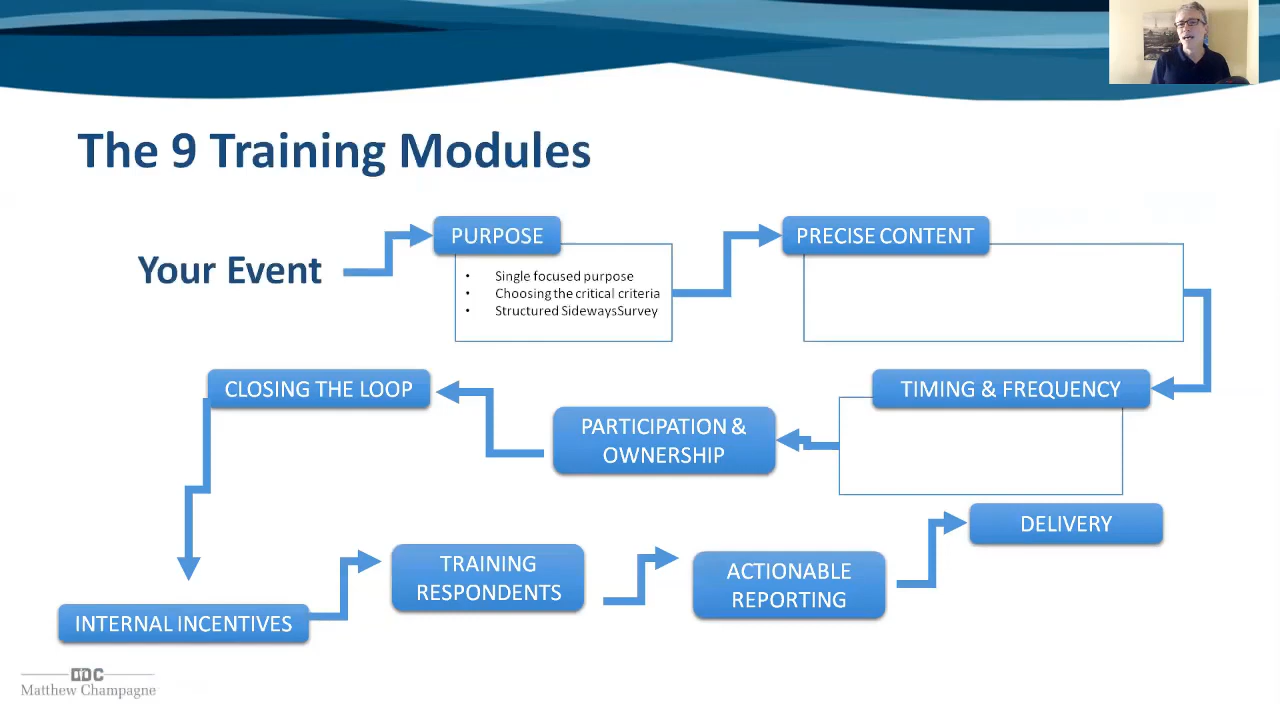 The 9 Training Modules
Your Event
PURPOSE
• Single focused purpose
• Choosing the critical criteria
• Structured SidewaysSurvey
PRECISE CONTENT
TIMING & FREQUENCY
PARTICIPATION &
OWNERSHIP
CLOSING THE LOOP
INTERNAL INCENTIVES
TRAINING
RESPONDENTS
ACTIONABLE
REPORTING
DELIVERY
Matthew Champagne